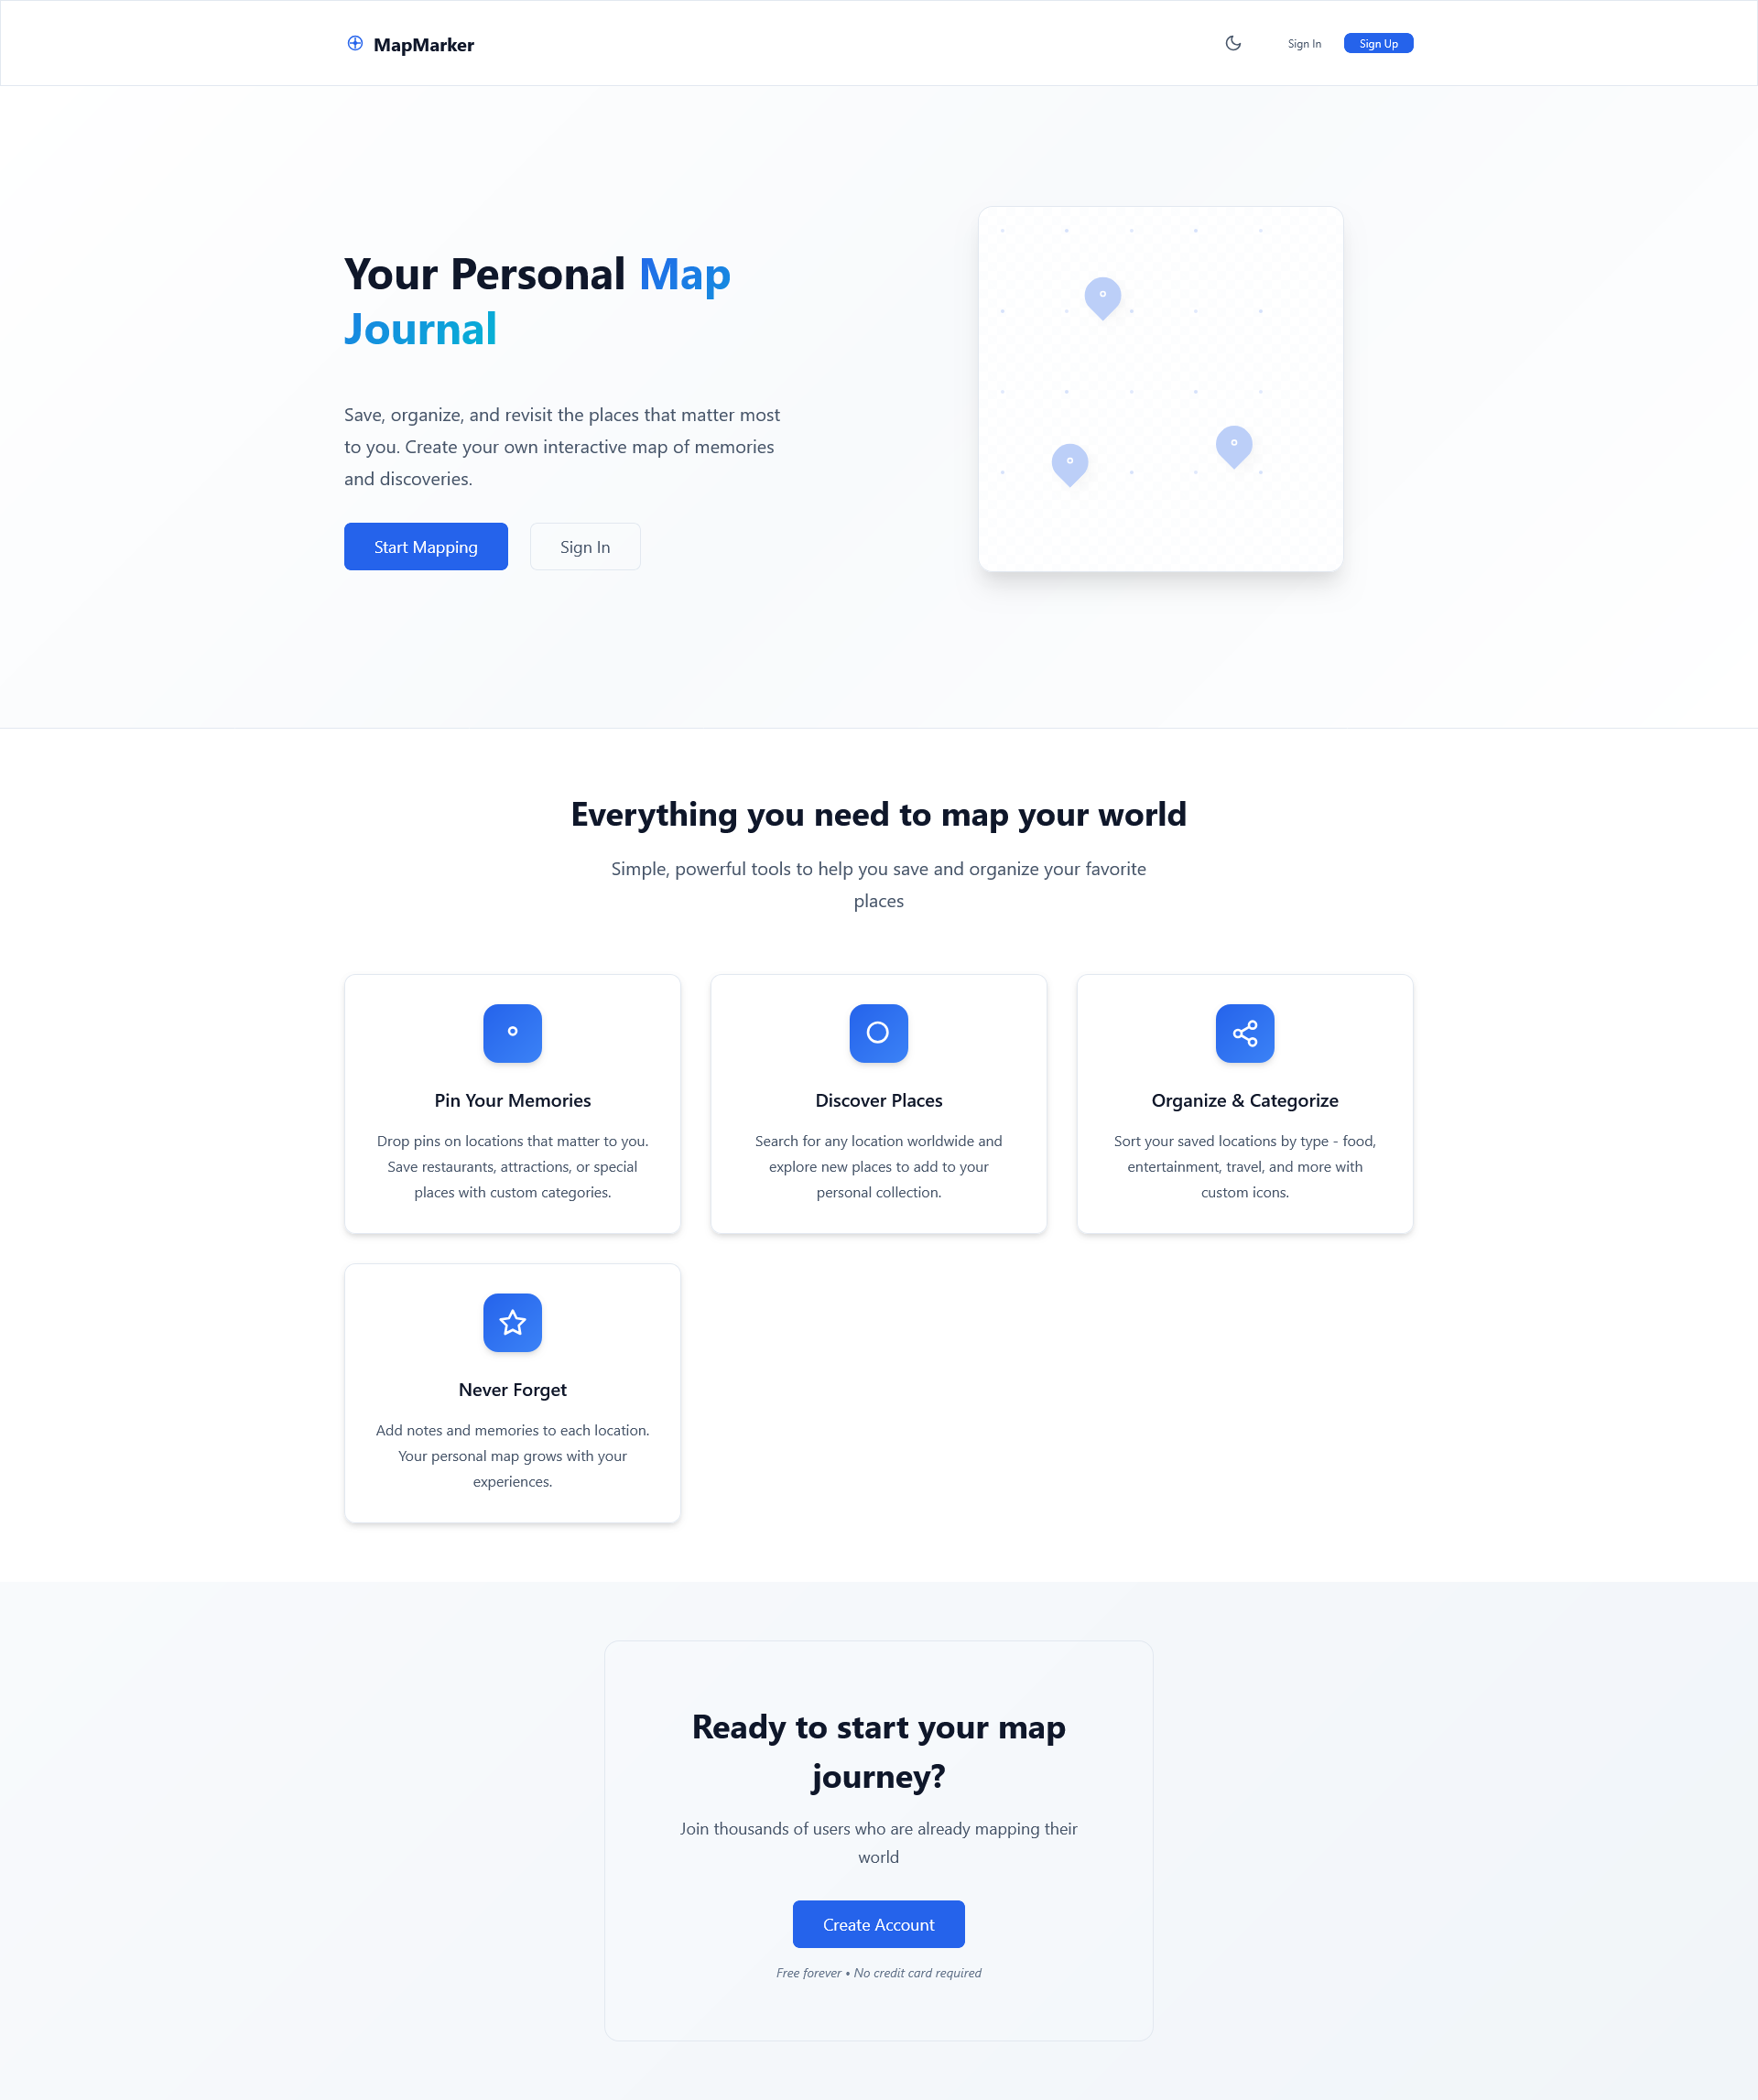 MapMarker
Sign In
Sign Up
Your Personal Map
Journal
Save, organize, and revisit the places that matter most
to you. Create your own interactive map of memories
and discoveries.
Start Mapping
Sign In
Everything you need to map your world
Simple, powerful tools to help you save and organize your favorite
places
Pin Your Memories
Drop pins on locations that matter to you.
Save restaurants, attractions, or special
places with custom categories.
Discover Places
Search for any location worldwide and
explore new places to add to your
personal collection.
Organize & Categorize
Sort your saved locations by type - food,
entertainment, travel, and more with
custom icons.
Never Forget
Add notes and memories to each location.
Your personal map grows with your
experiences.
Ready to start your map
journey?
Join thousands of users who are already mapping their
world
Create Account
Free forever • No credit card required